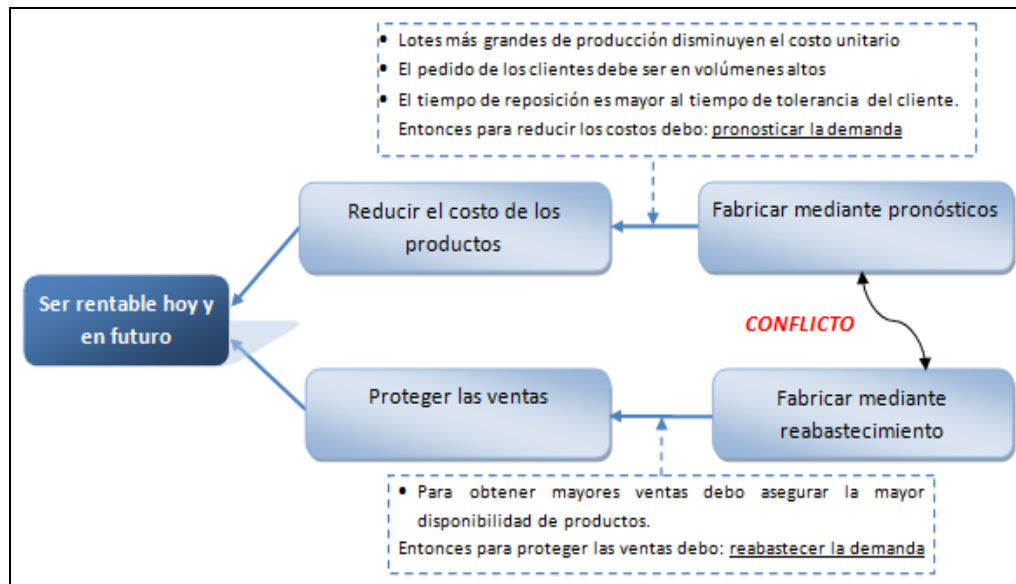 • Lotes más grandes de producción disminuyen el costo unitario
• El pedido de los clientes debe ser en volúmenes altos
• El tiempo de reposición es mayor al tiempo de tolerancia del cliente.
Entonces para reducir los costos debo: pronosticar la demanda
Reducir el costo de los
productos
Fabricar mediante pronósticos
Ser rentable hoy y
en futuro
CONFLICTO
Proteger las ventas
Fabricar mediante
reabastecimiento
• Para obtener mayores ventas debo asegurar la mayor
disponibilidad de productos.
Entonces para proteger las ventas debo: reabastecer la demanda